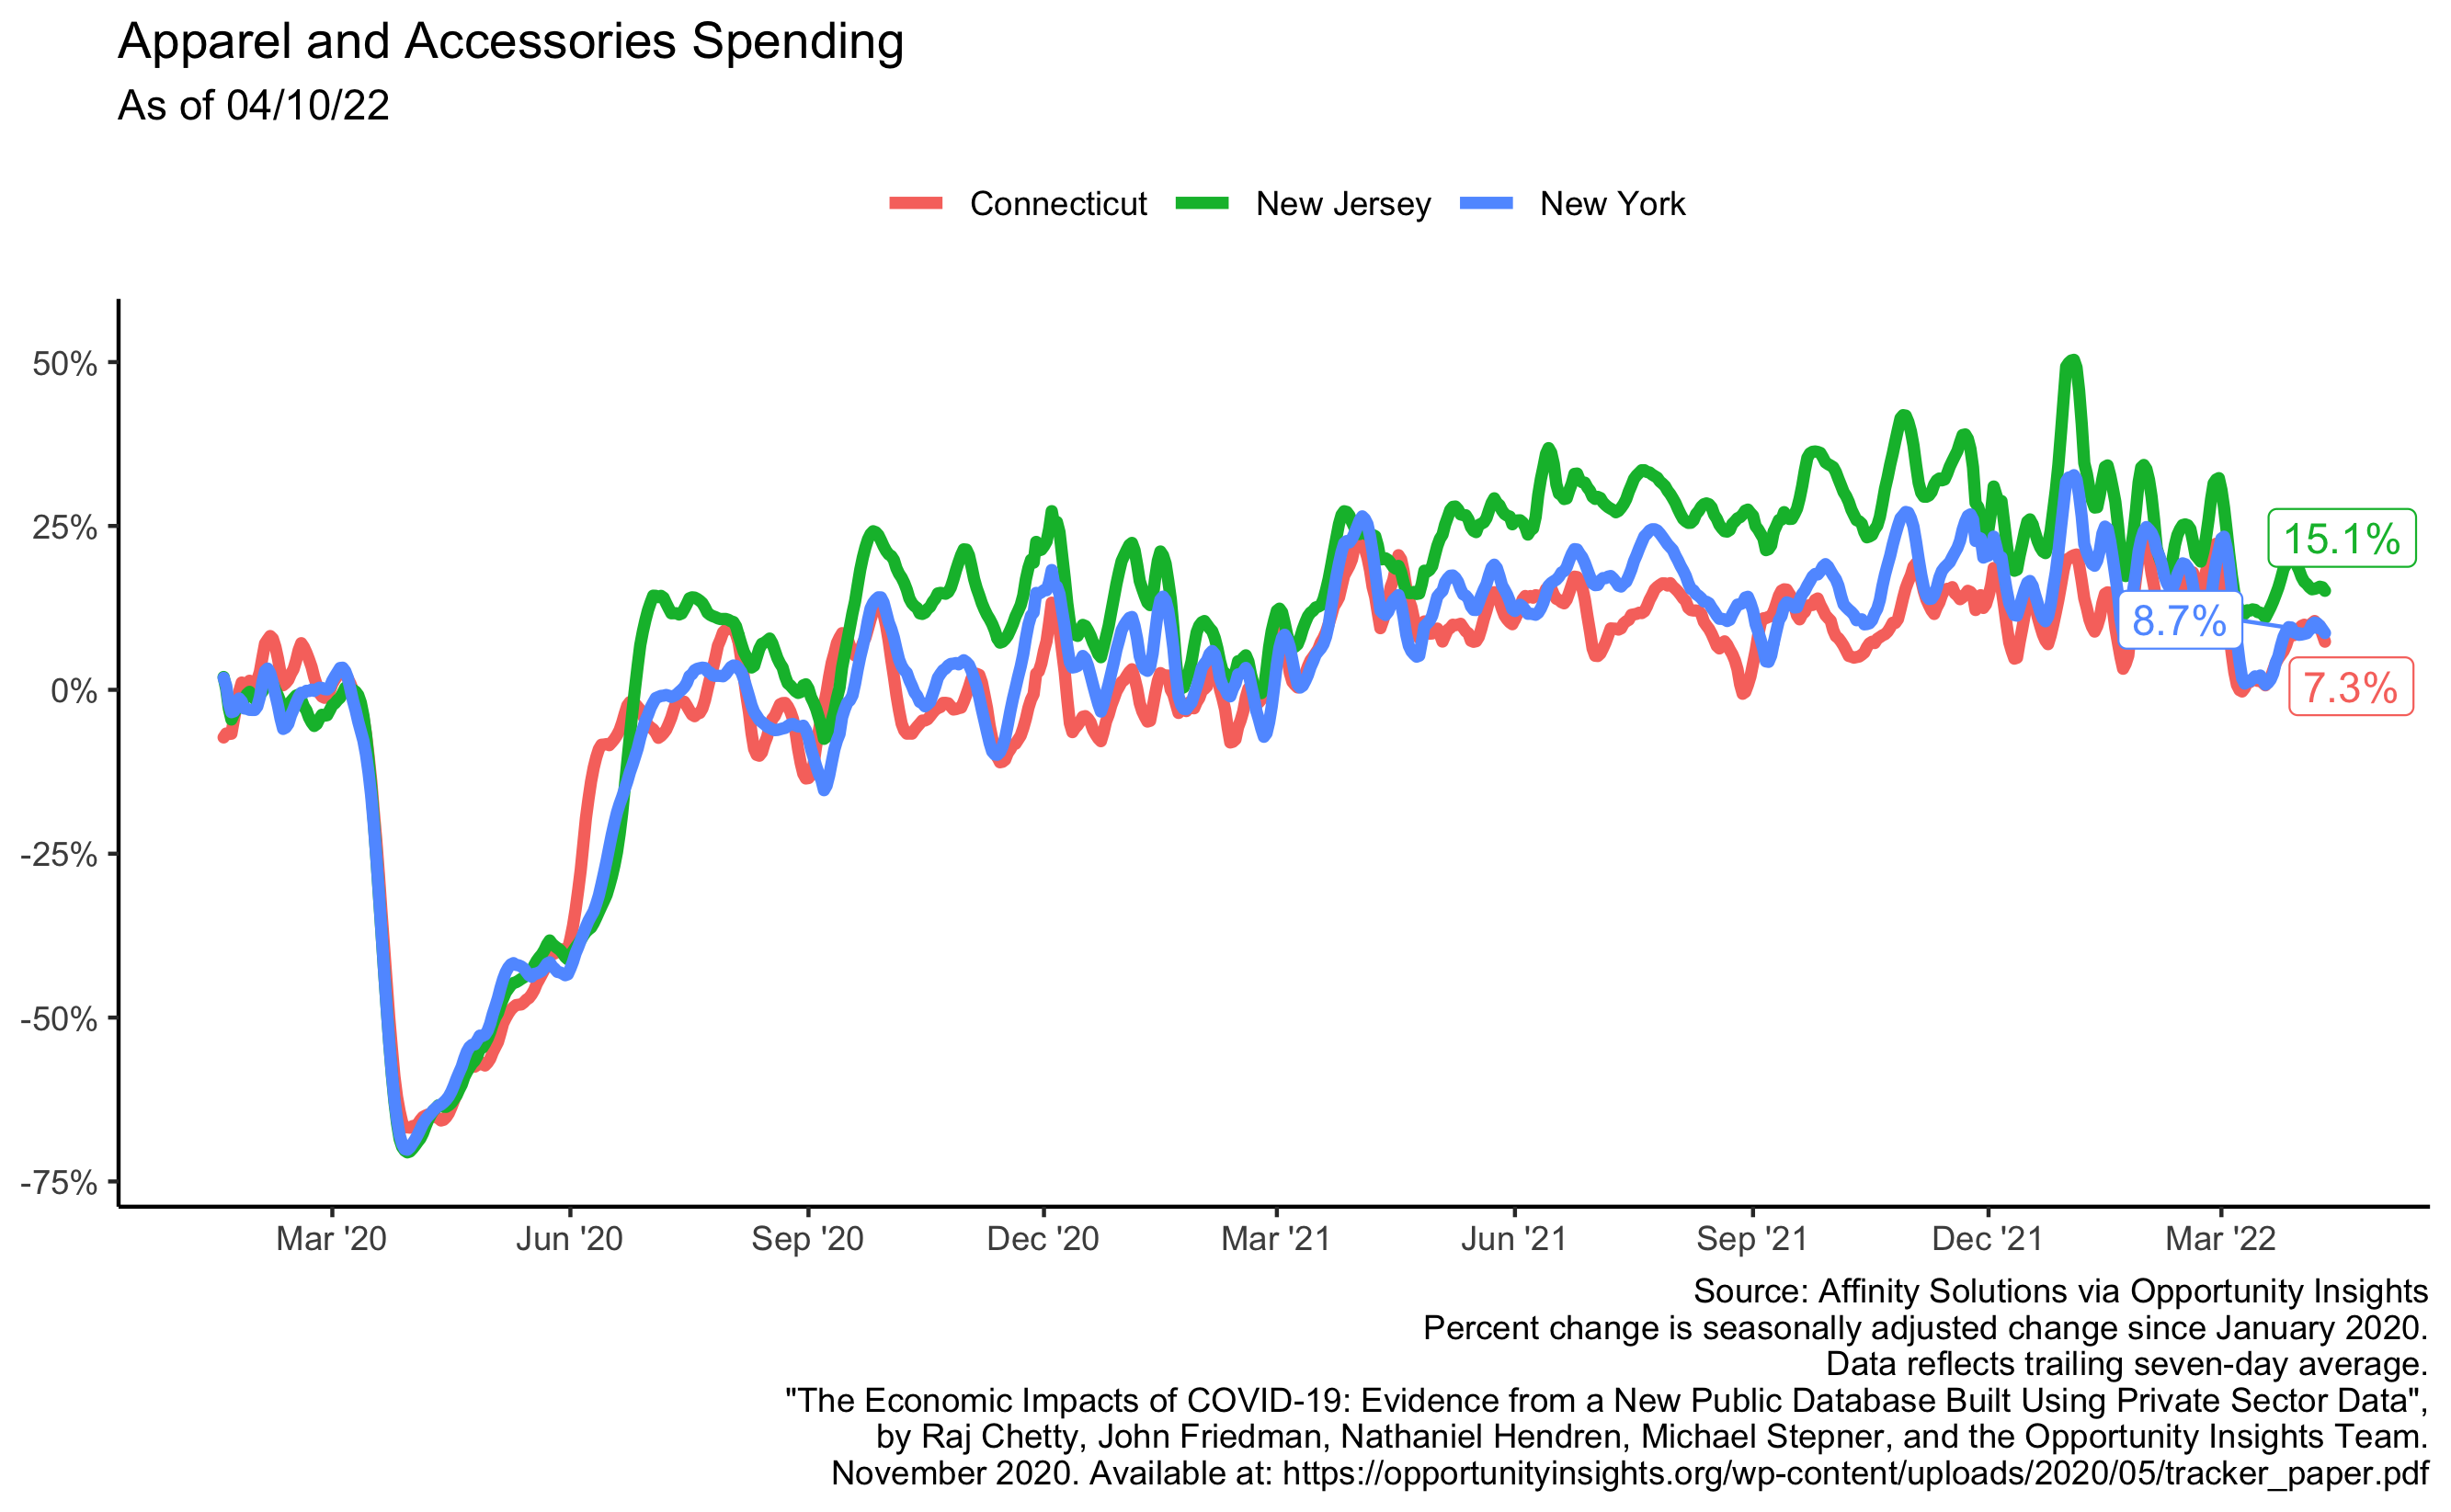 Apparel and Accessories Spending
As of 04/10/22
Connecticut New Jersey New York
50%
25%
0%
-25%
-50%
-75%
15.1%
8.7%
7.3%
Mar '20 Jun '20 Sep '20 Dec '20 Mar '21 Jun '21 Sep '21 Dec '21 Mar '22
Source: Affinity Solutions via Opportunity Insights
Percent change is seasonally adjusted change since January 2020.
Data reflects trailing seven-day average.
"The Economic Impacts of COVID-19: Evidence from a New Public Database Built Using Private Sector Data",
by Raj Chetty, John Friedman, Nathaniel Hendren, Michael Stepner, and the Opportunity Insights Team.
November 2020. Available at: https://opportunityinsights.org/wp-content/uploads/2020/05/tracker_paper.pdf